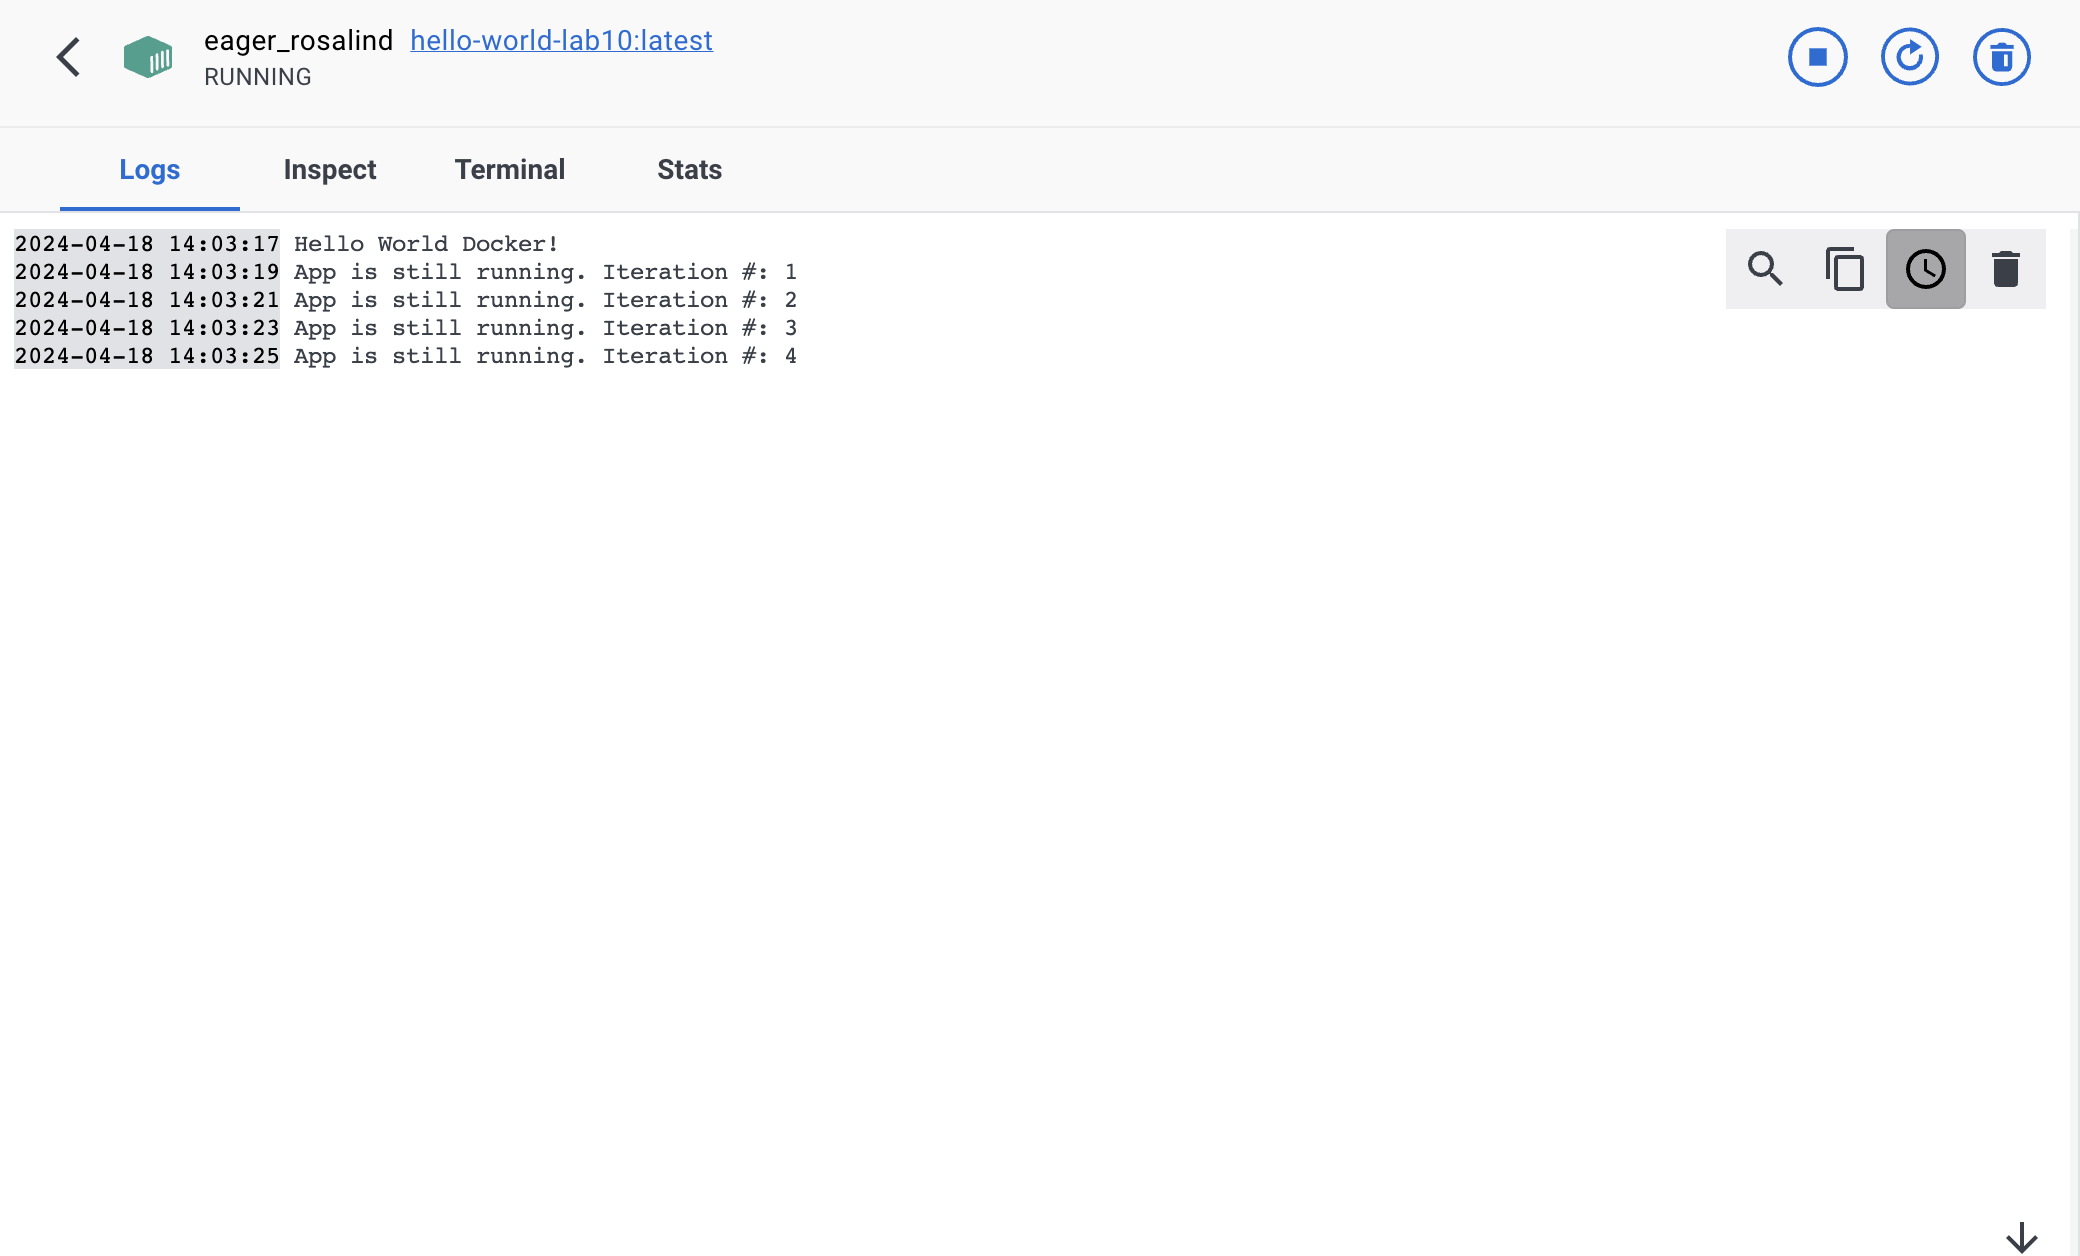 eager_rosalind hello-world-lab10:latest
RUNNING
Logs Inspect Terminal Stats
2024-04-18 14:03:17 Hello World Docker!
2024-04-18 14:03:19 App is still running. Iteration #: 1
2024-04-18 14:03:21 App is still running. Iteration #: 2
2024-04-18 14:03:23 App is still running. Iteration #: 3
2024-04-18 14:03:25 App is still running. Iteration #: 4